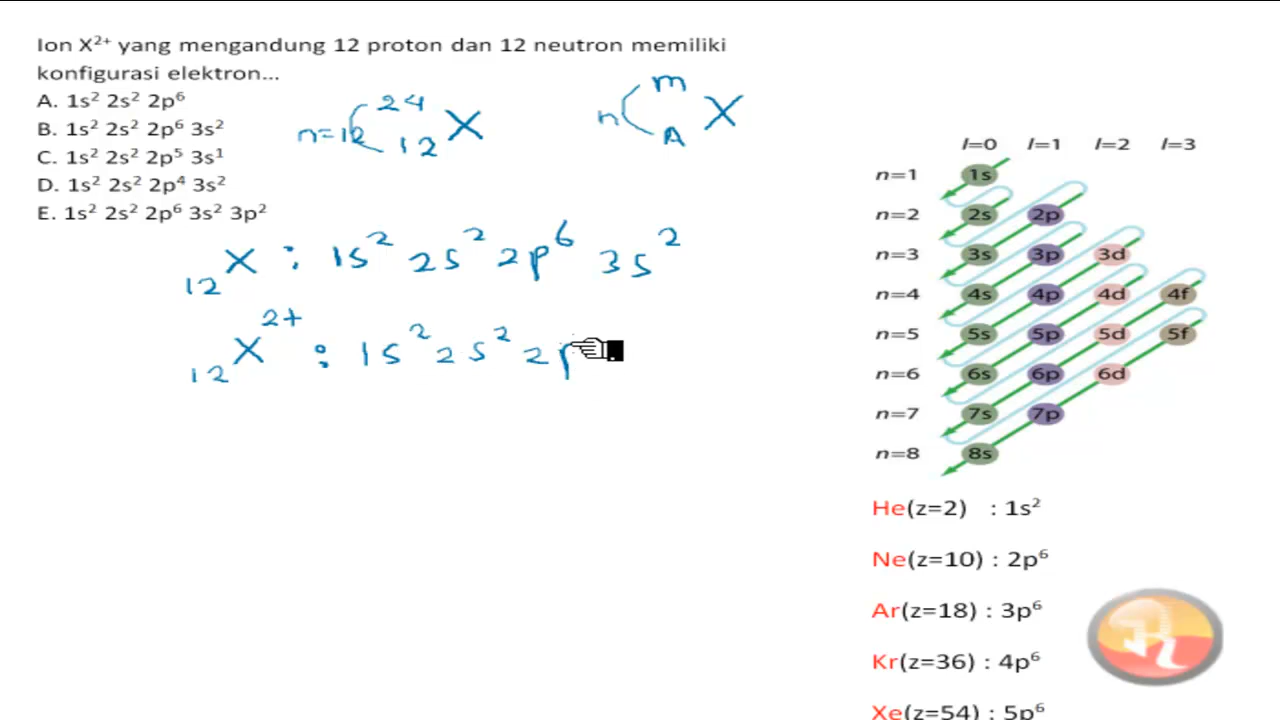 Ion X²⁺ yang mengandung 12 proton dan 12 neutron memiliki
konfigurasi elektron...
A. 1s² 2s² 2p⁶
B. 1s² 2s² 2p⁶ 3s²
C. 1s² 2s² 2p⁵ 3s¹
D. 1s² 2s² 2p⁴ 3s²
E. 1s² 2s² 2p⁶ 3s² 3p²
n=12 24 12 X
n m A X
₁₂X : 1s² 2s² 2p⁶ 3s²
₁₂X²⁺ : 1s² 2s² 2p
l=0 l=1 l=2 l=3
n=1 1s
n=2 2s 2p
n=3 3s 3p 3d
n=4 4s 4p 4d 4f
n=5 5s 5p 5d 5f
n=6 6s 6p 6d
n=7 7s 7p
n=8 8s
He(z=2) : 1s²
Ne(z=10) : 2p⁶
Ar(z=18) : 3p⁶
Kr(z=36) : 4p⁶
Xe(z=54) : 5p⁶